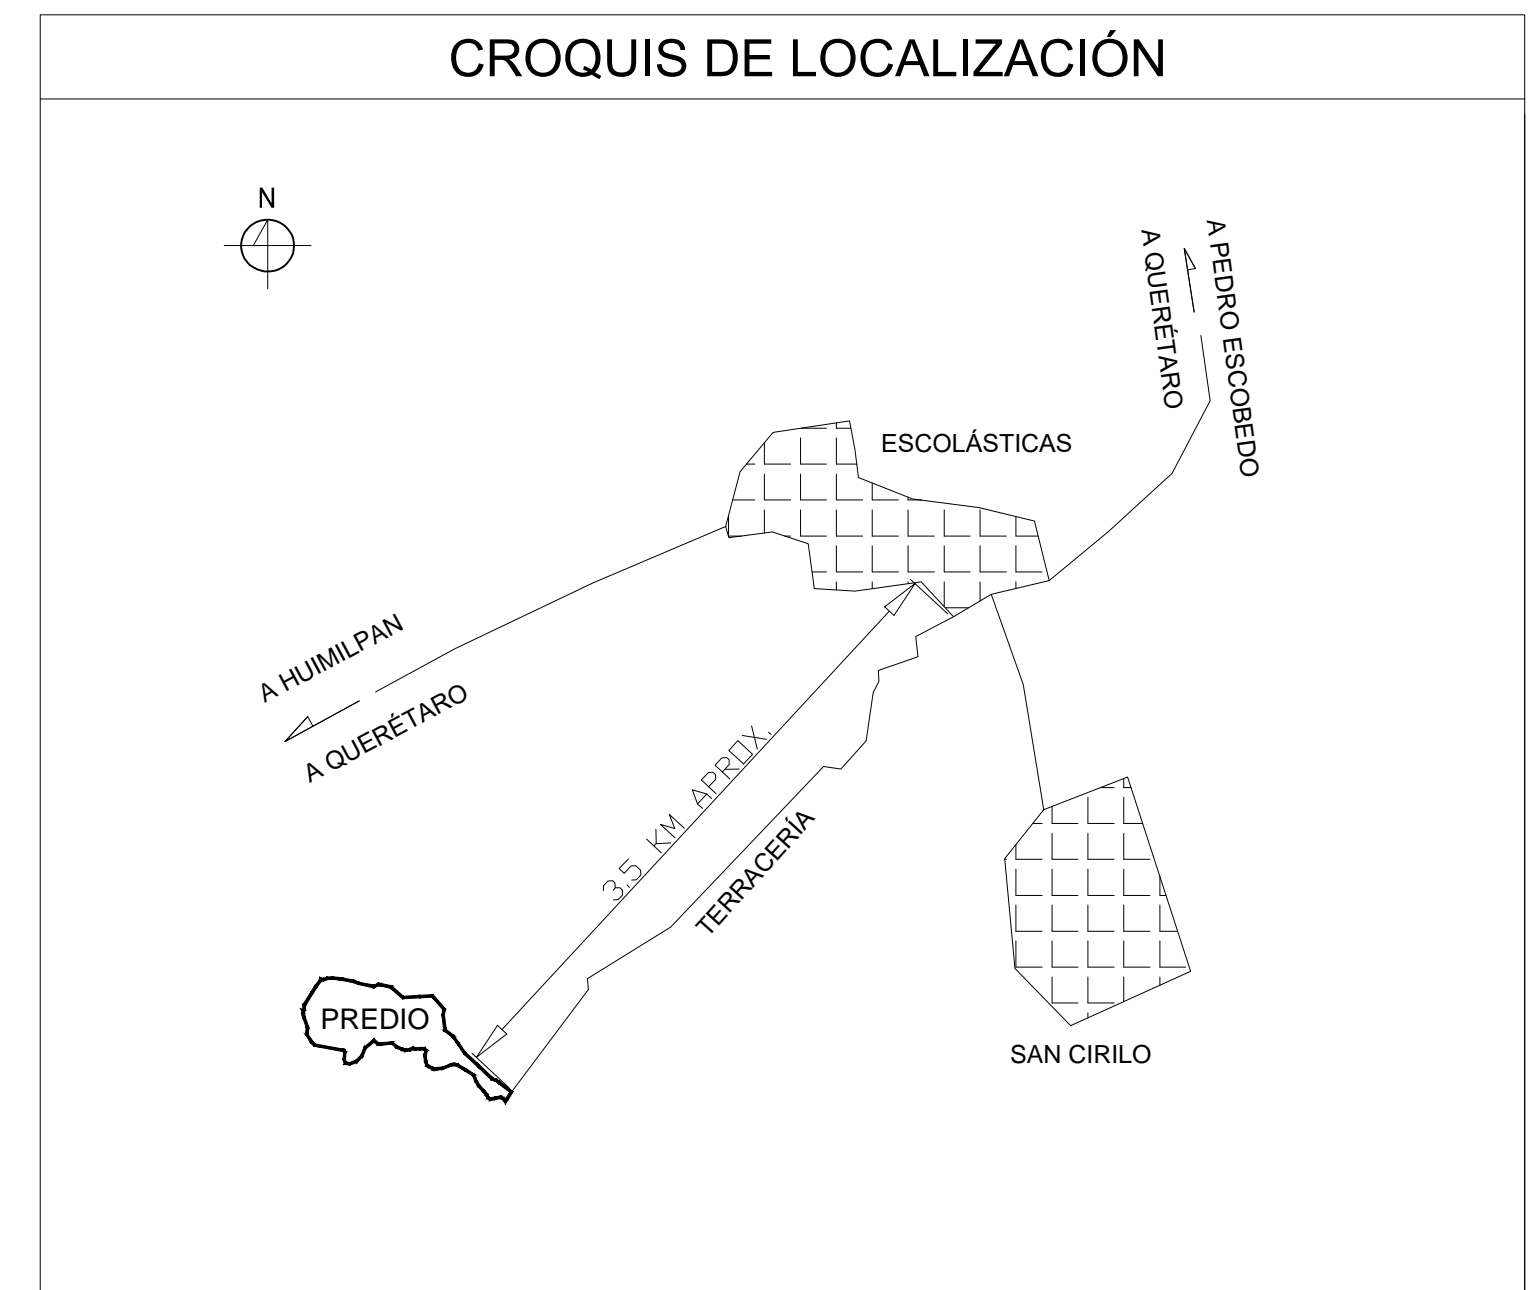 CROQUIS DE LOCALIZACIÓN
N
A PEDRO ESCOBEDO
A QUERÉTARO
ESCOLÁSTICAS
A HUIMILPAN
A QUERÉTARO
3.5 KM APROX.
TERRACERÍA
PREDIO
SAN CIRILO